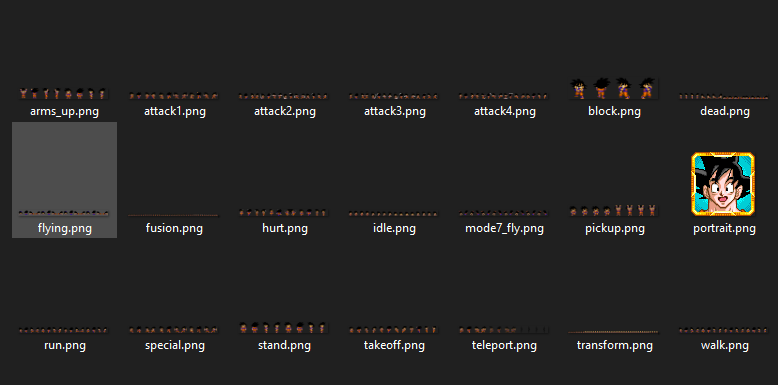 arms_up.png
attack1.png
attack2.png
attack3.png
attack4.png
block.png
dead.png
flying.png
fusion.png
hurt.png
idle.png
mode7_fly.png
pickup.png
portrait.png
run.png
special.png
stand.png
takeoff.png
teleport.png
transform.png
walk.png